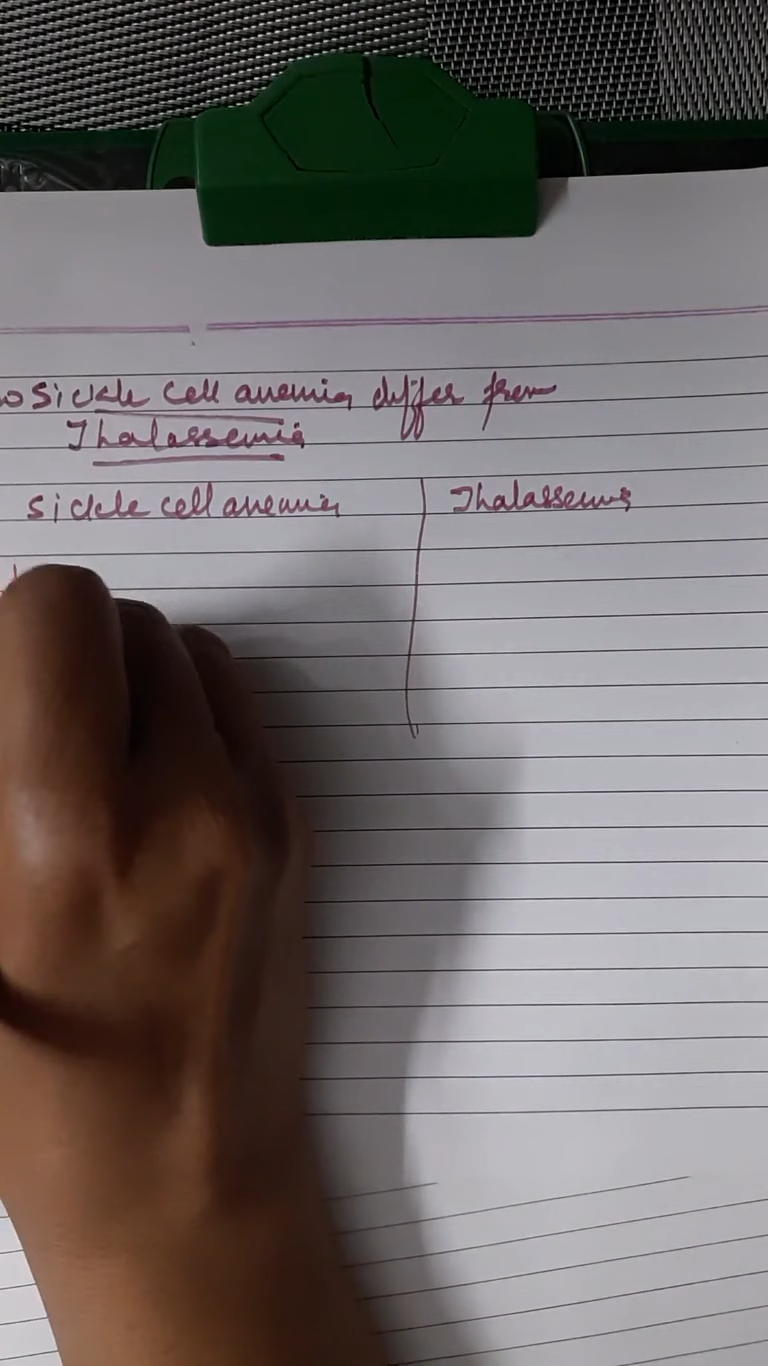 Sickle cell anemia differ from
Thalassemia
Sickle cell anemia
Thalassemia